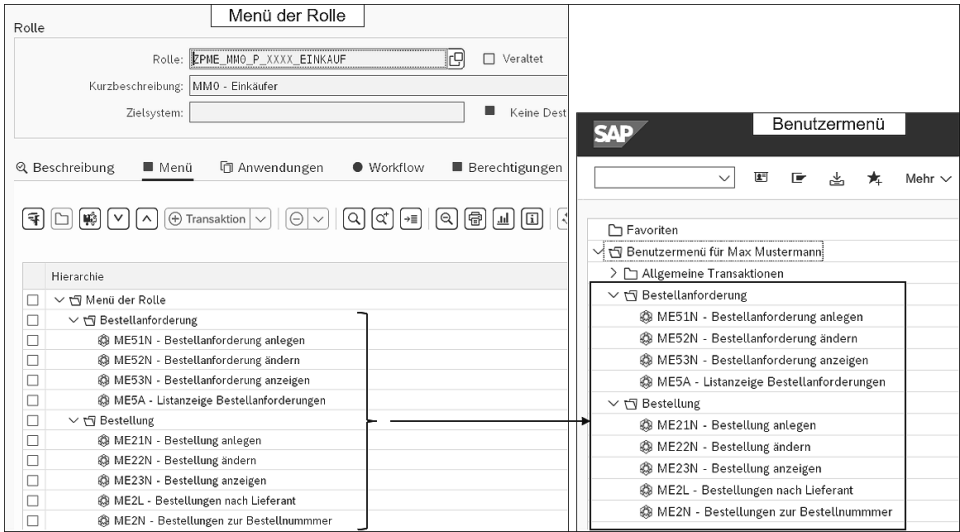 Menü der Rolle
Rolle
Rolle: ZPME_MM0_P_XXXX_EINKAUF Veraltet
Kurzbeschreibung: MM0 - Einkäufer
Zielsystem: Keine Dest
Beschreibung Menü Anwendungen Workflow Berechtigungen
Transaktion
Hierarchie
Menü der Rolle
Bestellanforderung
ME51N - Bestellanforderung anlegen
ME52N - Bestellanforderung ändern
ME53N - Bestellanforderung anzeigen
ME5A - Listanzeige Bestellanforderungen
Bestellung
ME21N - Bestellung anlegen
ME22N - Bestellung ändern
ME23N - Bestellung anzeigen
ME2L - Bestellungen nach Lieferant
ME2N - Bestellungen zur Bestellnummmer
Benutzermenü
SAP
Mehr
Favoriten
Benutzermenü für Max Mustermann
Allgemeine Transaktionen
Bestellanforderung
ME51N - Bestellanforderung anlegen
ME52N - Bestellanforderung ändern
ME53N - Bestellanforderung anzeigen
ME5A - Listanzeige Bestellanforderungen
Bestellung
ME21N - Bestellung anlegen
ME22N - Bestellung ändern
ME23N - Bestellung anzeigen
ME2L - Bestellungen nach Lieferant
ME2N - Bestellungen zur Bestellnummmer